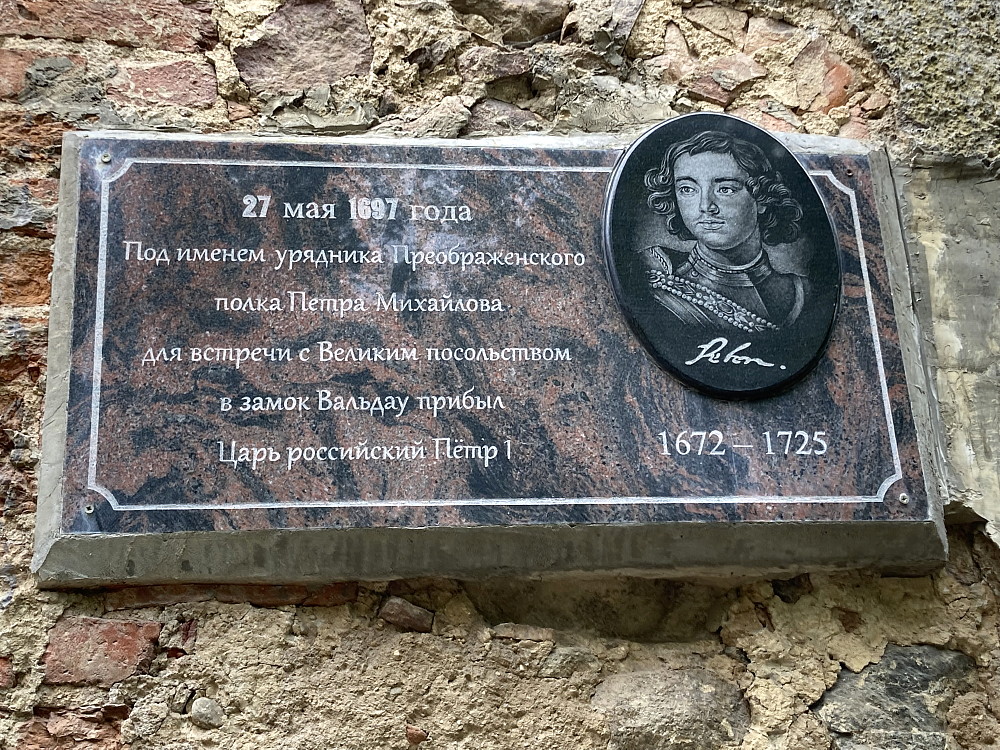 27 мая 1697 года
Под именем урядника Преображенского
полка Петра Михайлова
для встречи с Великим посольством
в замок Вальдау прибыл
Царь российский Пётр I
1672 – 1725